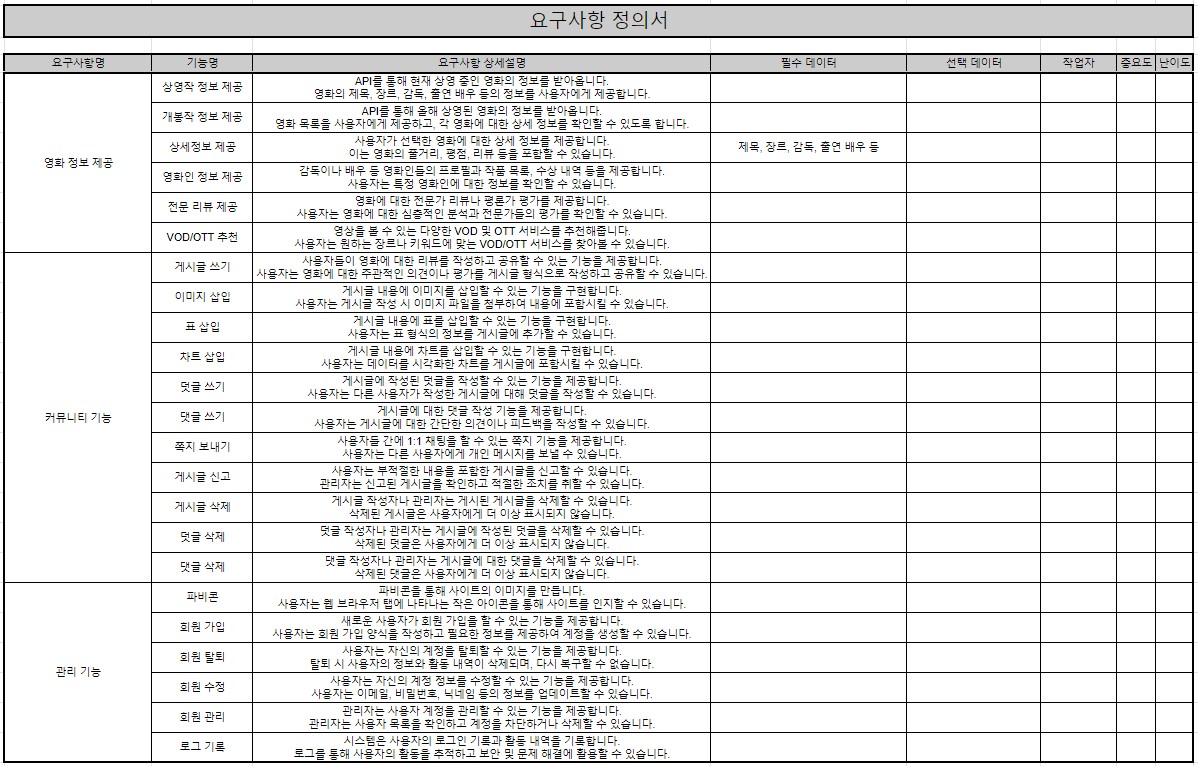 요구사항 정의서
요구사항명 기능명 요구사항 상세설명 필수 데이터 선택 데이터 작업자 중요도 난이도
영화 정보 제공
상영작 정보 제공
API를 통해 현재 상영 중인 영화의 정보를 받아옵니다.
영화의 제목, 장르, 감독, 출연 배우 등의 정보를 사용자에게 제공합니다.
개봉작 정보 제공
API를 통해 올해 상영된 영화의 정보를 받아옵니다.
영화 목록을 사용자에게 제공하고, 각 영화에 대한 상세 정보를 확인할 수 있도록 합니다.
상세정보 제공
사용자가 선택한 영화에 대한 상세 정보를 제공합니다.
이는 영화의 줄거리, 평점, 리뷰 등을 포함할 수 있습니다.
제목, 장르, 감독, 출연 배우 등
영화인 정보 제공
감독이나 배우 등 영화인들의 프로필과 작품 목록, 수상 내역 등을 제공합니다.
사용자는 특정 영화인에 대한 정보를 확인할 수 있습니다.
전문 리뷰 제공
영화에 대한 전문가 리뷰나 평론가 평가를 제공합니다.
사용자는 영화에 대한 심층적인 분석과 전문가들의 평가를 확인할 수 있습니다.
VOD/OTT 추천
영상을 볼 수 있는 다양한 VOD 및 OTT 서비스를 추천해줍니다.
사용자는 원하는 장르나 키워드에 맞는 VOD/OTT 서비스를 찾아볼 수 있습니다.
커뮤니티 기능
게시글 쓰기
사용자들이 영화에 대한 리뷰를 작성하고 공유할 수 있는 기능을 제공합니다.
사용자는 영화에 대한 주관적인 의견이나 평가를 게시글 형식으로 작성하고 공유할 수 있습니다.
이미지 삽입
게시글 내용에 이미지를 삽입할 수 있는 기능을 구현합니다.
사용자는 게시글 작성 시 이미지 파일을 첨부하여 내용에 포함시킬 수 있습니다.
표 삽입
게시글 내용에 표를 삽입할 수 있는 기능을 구현합니다.
사용자는 표 형식의 정보를 게시글에 추가할 수 있습니다.
차트 삽입
게시글 내용에 차트를 삽입할 수 있는 기능을 구현합니다.
사용자는 데이터를 시각화한 차트를 게시글에 포함시킬 수 있습니다.
덧글 쓰기
게시글에 작성된 덧글을 작성할 수 있는 기능을 제공합니다.
사용자는 다른 사용자가 작성한 게시글에 대해 덧글을 작성할 수 있습니다.
댓글 쓰기
게시글에 대한 댓글 작성 기능을 제공합니다.
사용자는 게시글에 대한 간단한 의견이나 피드백을 작성할 수 있습니다.
쪽지 보내기
사용자들 간에 1:1 채팅을 할 수 있는 쪽지 기능을 제공합니다.
사용자는 다른 사용자에게 개인 메시지를 보낼 수 있습니다.
게시글 신고
사용자는 부적절한 내용을 포함한 게시글을 신고할 수 있습니다.
관리자는 신고된 게시글을 확인하고 적절한 조치를 취할 수 있습니다.
게시글 삭제
게시글 작성자나 관리자는 게시된 게시글을 삭제할 수 있습니다.
삭제된 게시글은 사용자에게 더 이상 표시되지 않습니다.
덧글 삭제
덧글 작성자나 관리자는 게시글에 작성된 덧글을 삭제할 수 있습니다.
삭제된 덧글은 사용자에게 더 이상 표시되지 않습니다.
댓글 삭제
댓글 작성자나 관리자는 게시글에 대한 댓글을 삭제할 수 있습니다.
삭제된 댓글은 사용자에게 더 이상 표시되지 않습니다.
관리 기능
파비콘
파비콘을 통해 사이트의 이미지를 만듭니다.
사용자는 웹 브라우저 탭에 나타나는 작은 아이콘을 통해 사이트를 인지할 수 있습니다.
회원 가입
새로운 사용자가 회원 가입을 할 수 있는 기능을 제공합니다.
사용자는 회원 가입 양식을 작성하고 필요한 정보를 제공하여 계정을 생성할 수 있습니다.
회원 탈퇴
사용자는 자신의 계정을 탈퇴할 수 있는 기능을 제공합니다.
탈퇴 시 사용자의 정보와 활동 내역이 삭제되며, 다시 복구할 수 없습니다.
회원 수정
사용자는 자신의 계정 정보를 수정할 수 있는 기능을 제공합니다.
사용자는 이메일, 비밀번호, 닉네임 등의 정보를 업데이트할 수 있습니다.
회원 관리
관리자는 사용자 계정을 관리할 수 있는 기능을 제공합니다.
관리자는 사용자 목록을 확인하고 계정을 차단하거나 삭제할 수 있습니다.
로그 기록
시스템은 사용자의 로그인 기록과 활동 내역을 기록합니다.
로그를 통해 사용자의 활동을 추적하고 보안 및 문제 해결에 활용할 수 있습니다.